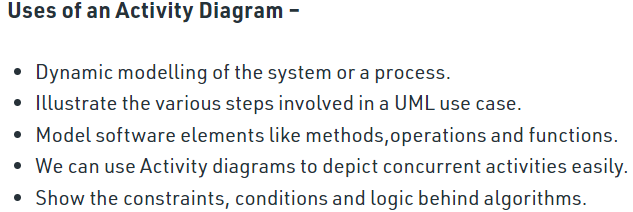 Uses of an Activity Diagram –
• Dynamic modelling of the system or a process.
• Illustrate the various steps involved in a UML use case.
• Model software elements like methods,operations and functions.
• We can use Activity diagrams to depict concurrent activities easily.
• Show the constraints, conditions and logic behind algorithms.